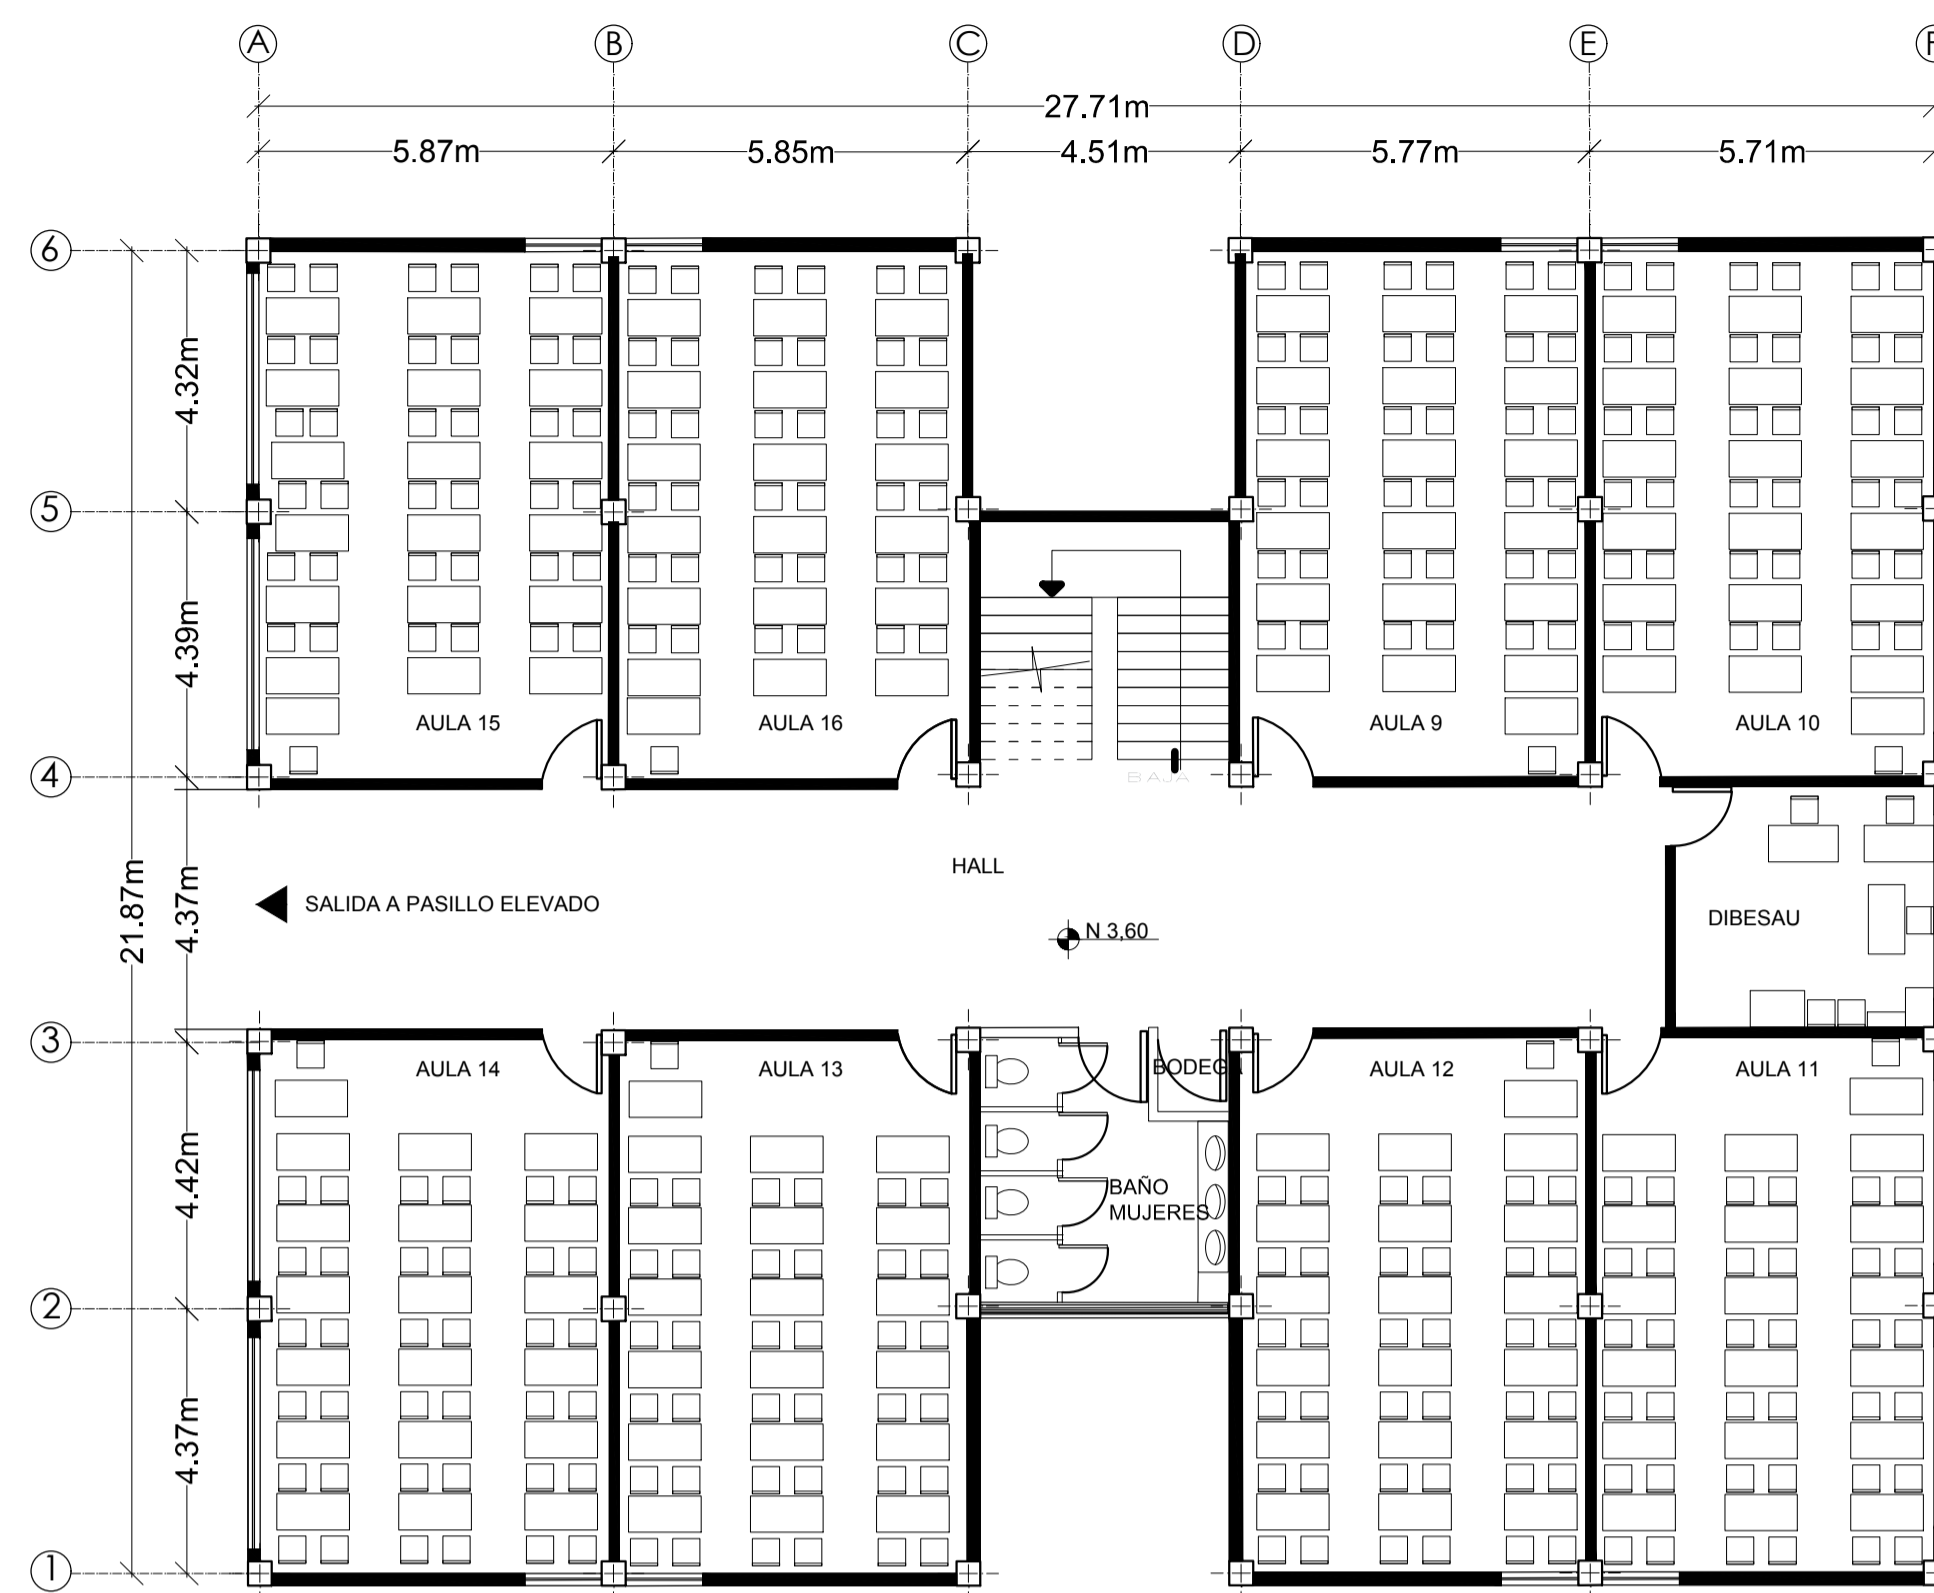 A B C D E F
27.71m
5.87m 5.85m 4.51m 5.77m 5.71m
6
4.32m
5
4.39m
AULA 15 AULA 16 AULA 9 AULA 10
4
BAJA
HALL
21.87m
4.37m
SALIDA A PASILLO ELEVADO
DIBESAU
N 3,60
3
AULA 14 AULA 13 BODEGA AULA 12 AULA 11
4.42m
BAÑO
MUJERES
2
4.37m
1